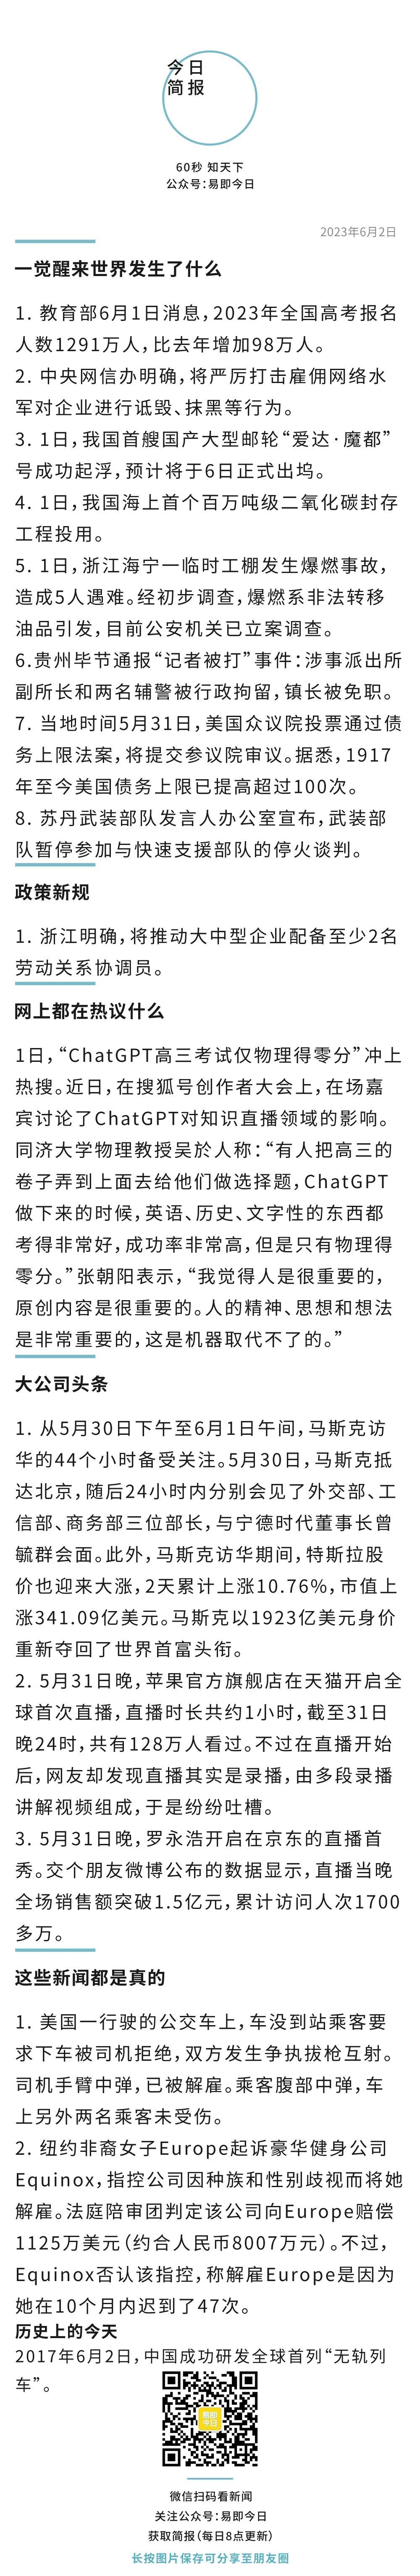 今日
简报
60秒 知天下
公众号：易即今日
2023年6月2日
一觉醒来世界发生了什么
1. 教育部6月1日消息，2023年全国高考报名
人数1291万人，比去年增加98万人。
2. 中央网信办明确，将严厉打击雇佣网络水
军对企业进行诋毁、抹黑等行为。
3. 1日，我国首艘国产大型邮轮“爱达·魔都”
号成功起浮，预计将于6日正式出坞。
4. 1日，我国海上首个百万吨级二氧化碳封存
工程投用。
5. 1日，浙江海宁一临时工棚发生爆燃事故，
造成5人遇难。经初步调查，爆燃系非法转移
油品引发，目前公安机关已立案调查。
6.贵州毕节通报“记者被打”事件：涉事派出所
副所长和两名辅警被行政拘留，镇长被免职。
7. 当地时间5月31日，美国众议院投票通过债
务上限法案，将提交参议院审议。据悉，1917
年至今美国债务上限已提高超过100次。
8. 苏丹武装部队发言人办公室宣布，武装部
队暂停参加与快速支援部队的停火谈判。
政策新规
1. 浙江明确，将推动大中型企业配备至少2名
劳动关系协调员。
网上都在热议什么
1日，“ChatGPT高三考试仅物理得零分”冲上
热搜。近日，在搜狐号创作者大会上，在场嘉
宾讨论了ChatGPT对知识直播领域的影响。
同济大学物理教授吴於人称：“有人把高三的
卷子弄到上面去给他们做选择题，ChatGPT
做下来的时候，英语、历史、文字性的东西都
考得非常好，成功率非常高，但是只有物理得
零分。”张朝阳表示，“我觉得人是很重要的，
原创内容是很重要的。人的精神、思想和想法
是非常重要的，这是机器取代不了的。”
大公司头条
1. 从5月30日下午至6月1日午间，马斯克访
华的44个小时备受关注。5月30日，马斯克抵
达北京，随后24小时内分别会见了外交部、工
信部、商务部三位部长，与宁德时代董事长曾
毓群会面。此外，马斯克访华期间，特斯拉股
价也迎来大涨，2天累计上涨10.76%，市值上
涨341.09亿美元。马斯克以1923亿美元身价
重新夺回了世界首富头衔。
2. 5月31日晚，苹果官方旗舰店在天猫开启全
球首次直播，直播时长共约1小时，截至31日
晚24时，共有128万人看过。不过在直播开始
后，网友却发现直播其实是录播，由多段录播
讲解视频组成，于是纷纷吐槽。
3. 5月31日晚，罗永浩开启在京东的直播首
秀。交个朋友微博公布的数据显示，直播当晚
全场销售额突破1.5亿元，累计访问人次1700
多万。
这些新闻都是真的
1. 美国一行驶的公交车上，车没到站乘客要
求下车被司机拒绝，双方发生争执拔枪互射。
司机手臂中弹，已被解雇。乘客腹部中弹，车
上另外两名乘客未受伤。
2. 纽约非裔女子Europe起诉豪华健身公司
Equinox，指控公司因种族和性别歧视而将她
解雇。法庭陪审团判定该公司向Europe赔偿
1125万美元（约合人民币8007万元）。不过，
Equinox否认该指控，称解雇Europe是因为
她在10个月内迟到了47次。
历史上的今天
2017年6月2日，中国成功研发全球首列“无轨列
车”。
易即
今日
微信扫码看新闻
关注公众号：易即今日
获取简报（每日8点更新）
长按图片保存可分享至朋友圈